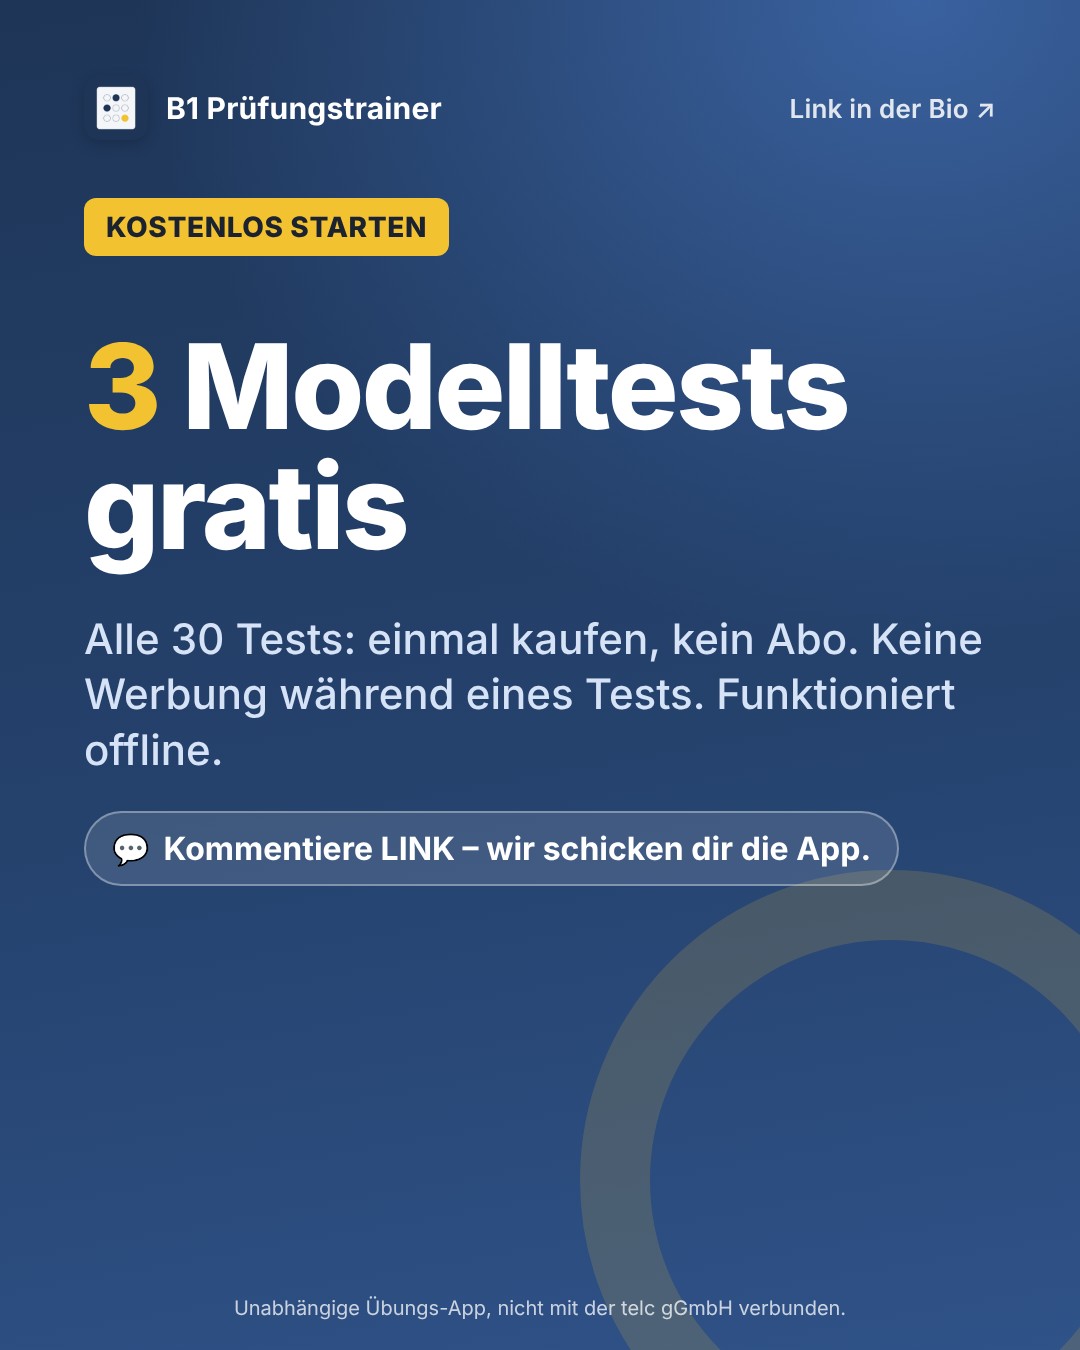 B1 Prüfungstrainer
Link in der Bio ↗
KOSTENLOS STARTEN
3 Modelltests
gratis
Alle 30 Tests: einmal kaufen, kein Abo. Keine
Werbung während eines Tests. Funktioniert
offline.
💬 Kommentiere LINK – wir schicken dir die App.
Unabhängige Übungs-App, nicht mit der telc gGmbH verbunden.